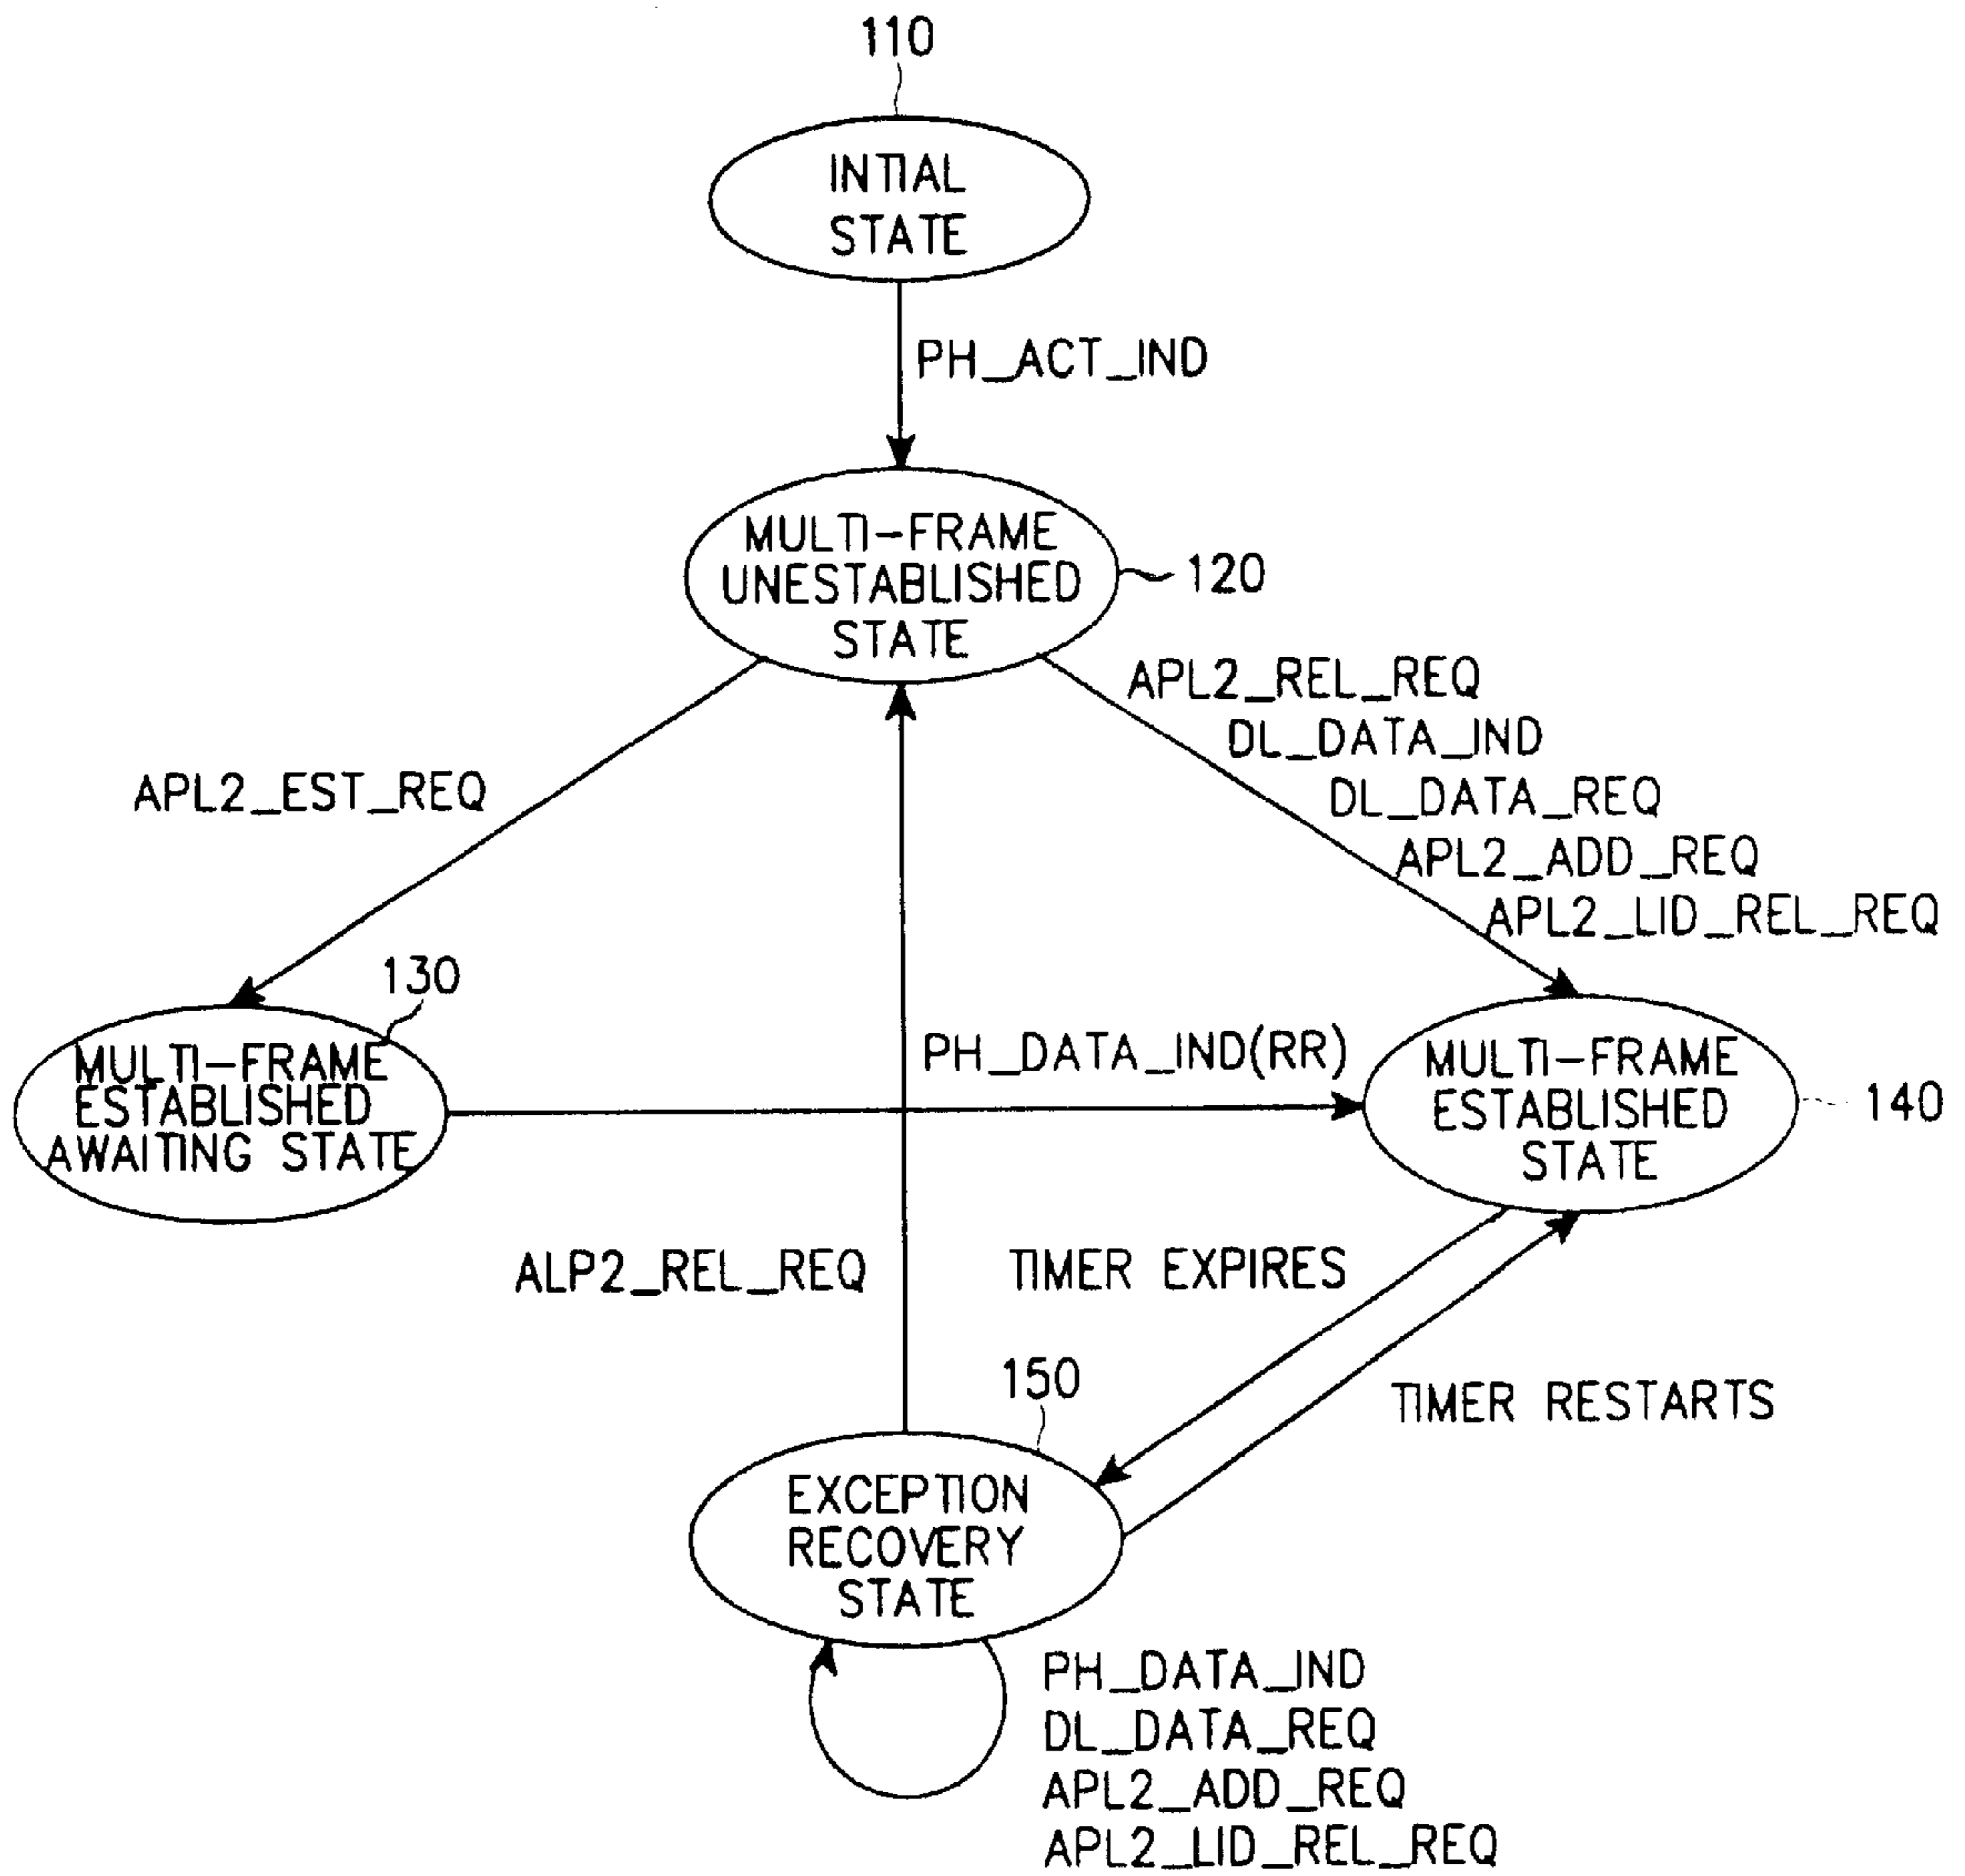 110
INTIAL
STATE
PH_ACT_IND
MULTI-FRAME
UNESTABLISHED
STATE
120
APL2_REL_REQ
DL_DATA_IND
DL_DATA_REQ
APL2_ADD_REQ
APL2_LID_REL_REQ
APL2_EST_REQ
130
MULTI-FRAME
ESTABLISHED
AWAITING STATE
PH_DATA_IND(RR)
MULTI-FRAME
ESTABLISHED
STATE
140
ALP2_REL_REQ
TIMER EXPIRES
TIMER RESTARTS
150
EXCEPTION
RECOVERY
STATE
PH_DATA_IND
DL_DATA_REQ
APL2_ADD_REQ
APL2_LID_REL_REQ